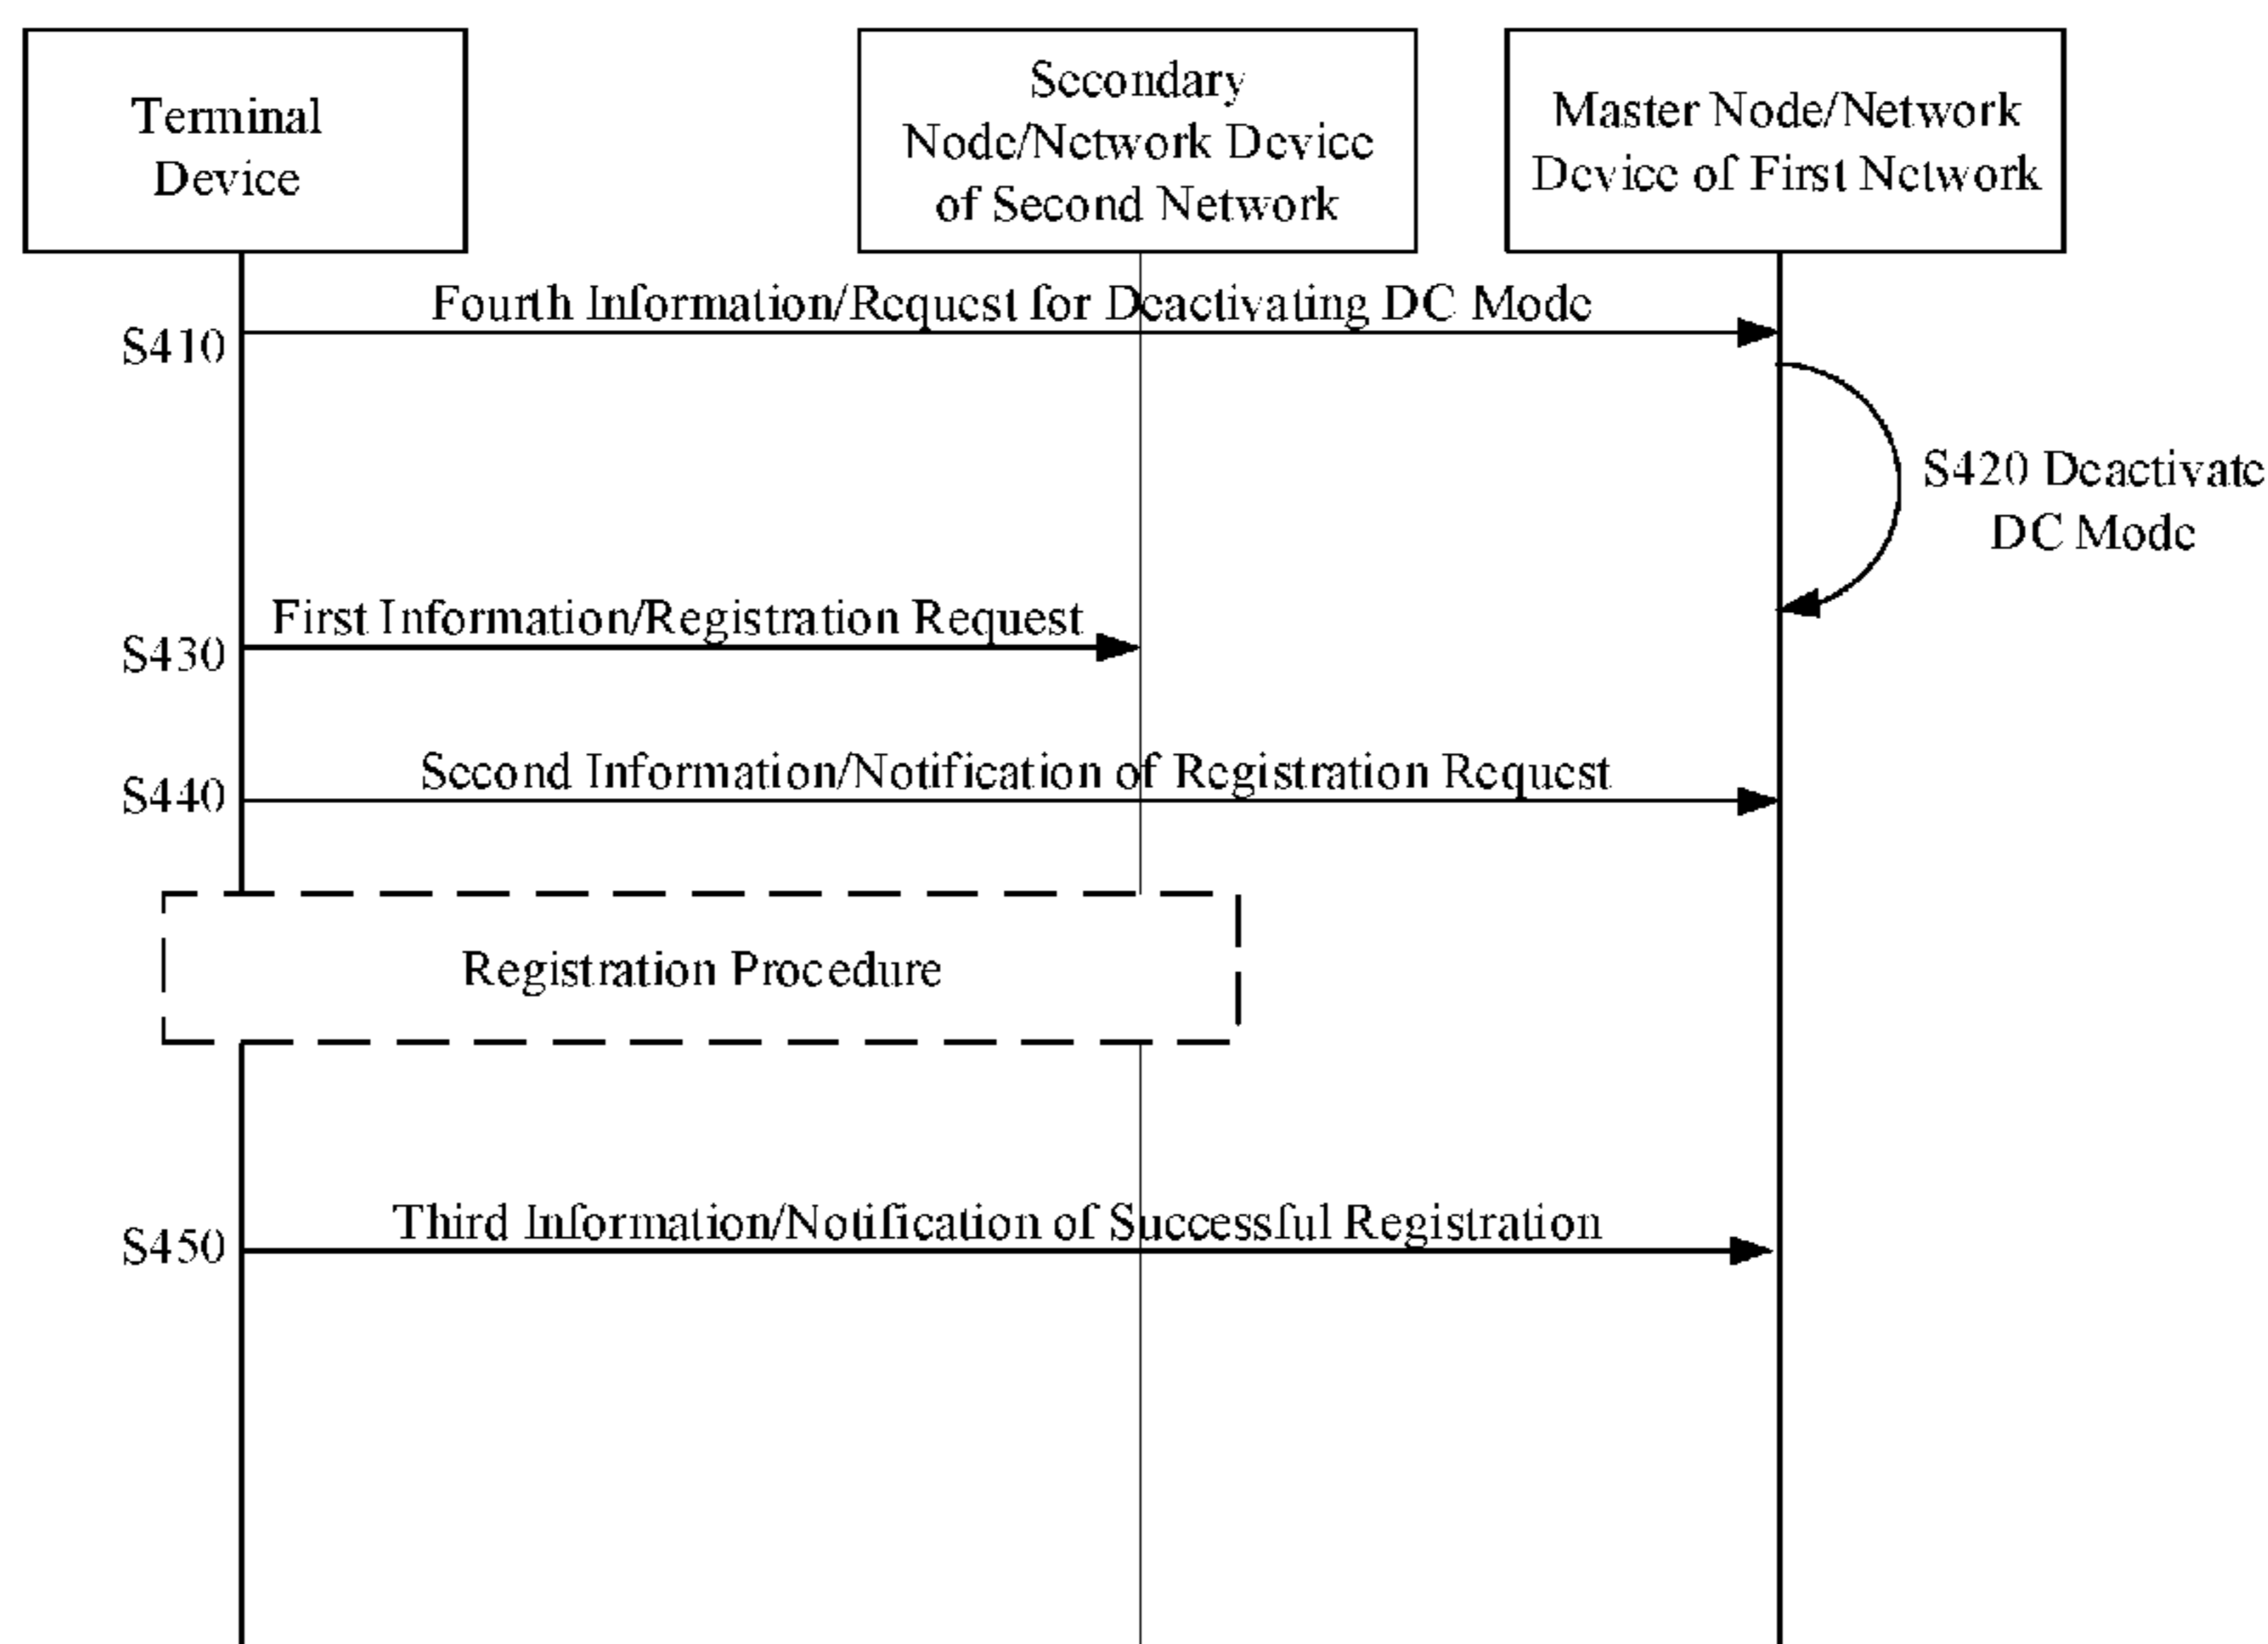 Terminal
Device
Secondary
Node/Network Device
of Second Network
Master Node/Network
Device of First Network
Fourth Information/Request for Deactivating DC Mode
S410
S420 Deactivate
DC Mode
First Information/Registration Request
S430
Second Information/Notification of Registration Request
S440
Registration Procedure
Third Information/Notification of Successful Registration
S450